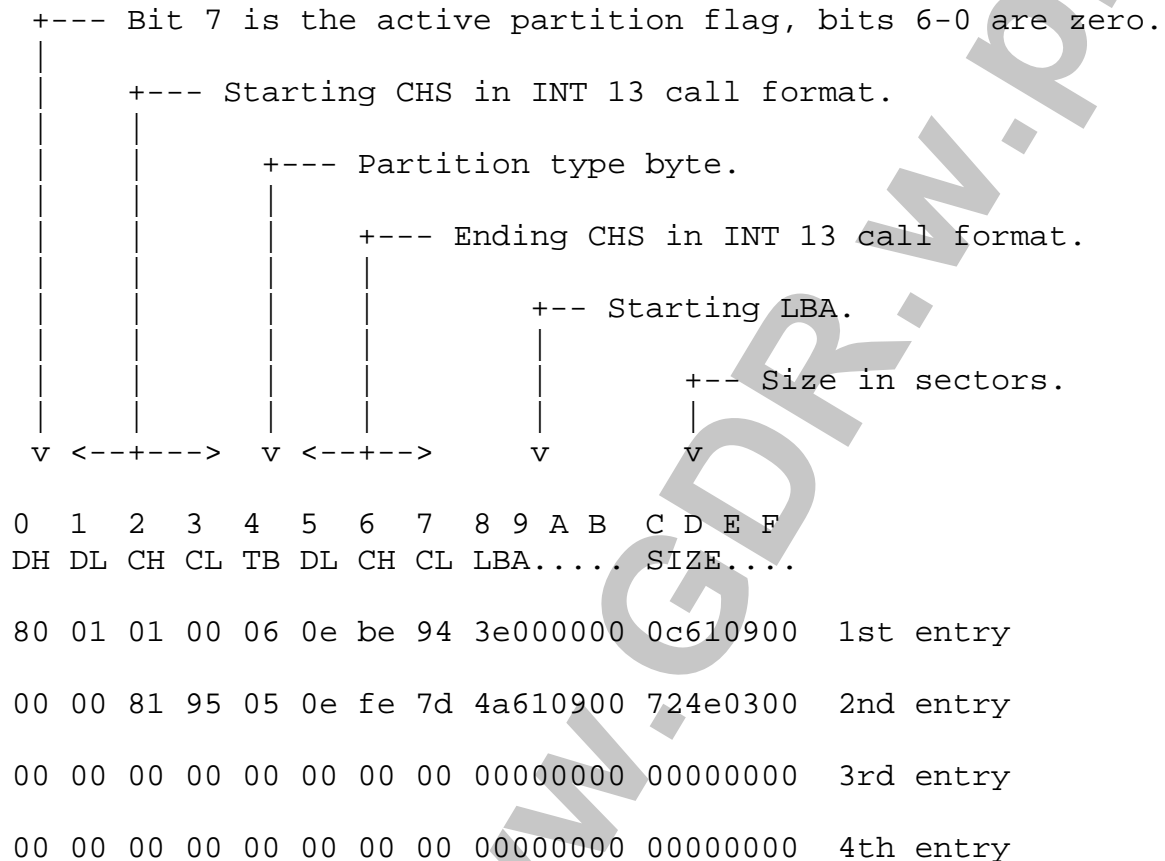 +--- Bit 7 is the active partition flag, bits 6-0 are zero.
|
| +--- Starting CHS in INT 13 call format.
| |
| | +--- Partition type byte.
| | |
| | | +--- Ending CHS in INT 13 call format.
| | | |
| | | | +-- Starting LBA.
| | | | |
| | | | | +-- Size in sectors.
| | | | | |
v <--+---> v <--+--> v v
0 1 2 3 4 5 6 7 8 9 A B C D E F
DH DL CH CL TB DL CH CL LBA..... SIZE....
80 01 01 00 06 0e be 94 3e000000 0c610900 1st entry
00 00 81 95 05 0e fe 7d 4a610900 724e0300 2nd entry
00 00 00 00 00 00 00 00 00000000 00000000 3rd entry
00 00 00 00 00 00 00 00 00000000 00000000 4th entry
w.GDR.w.p